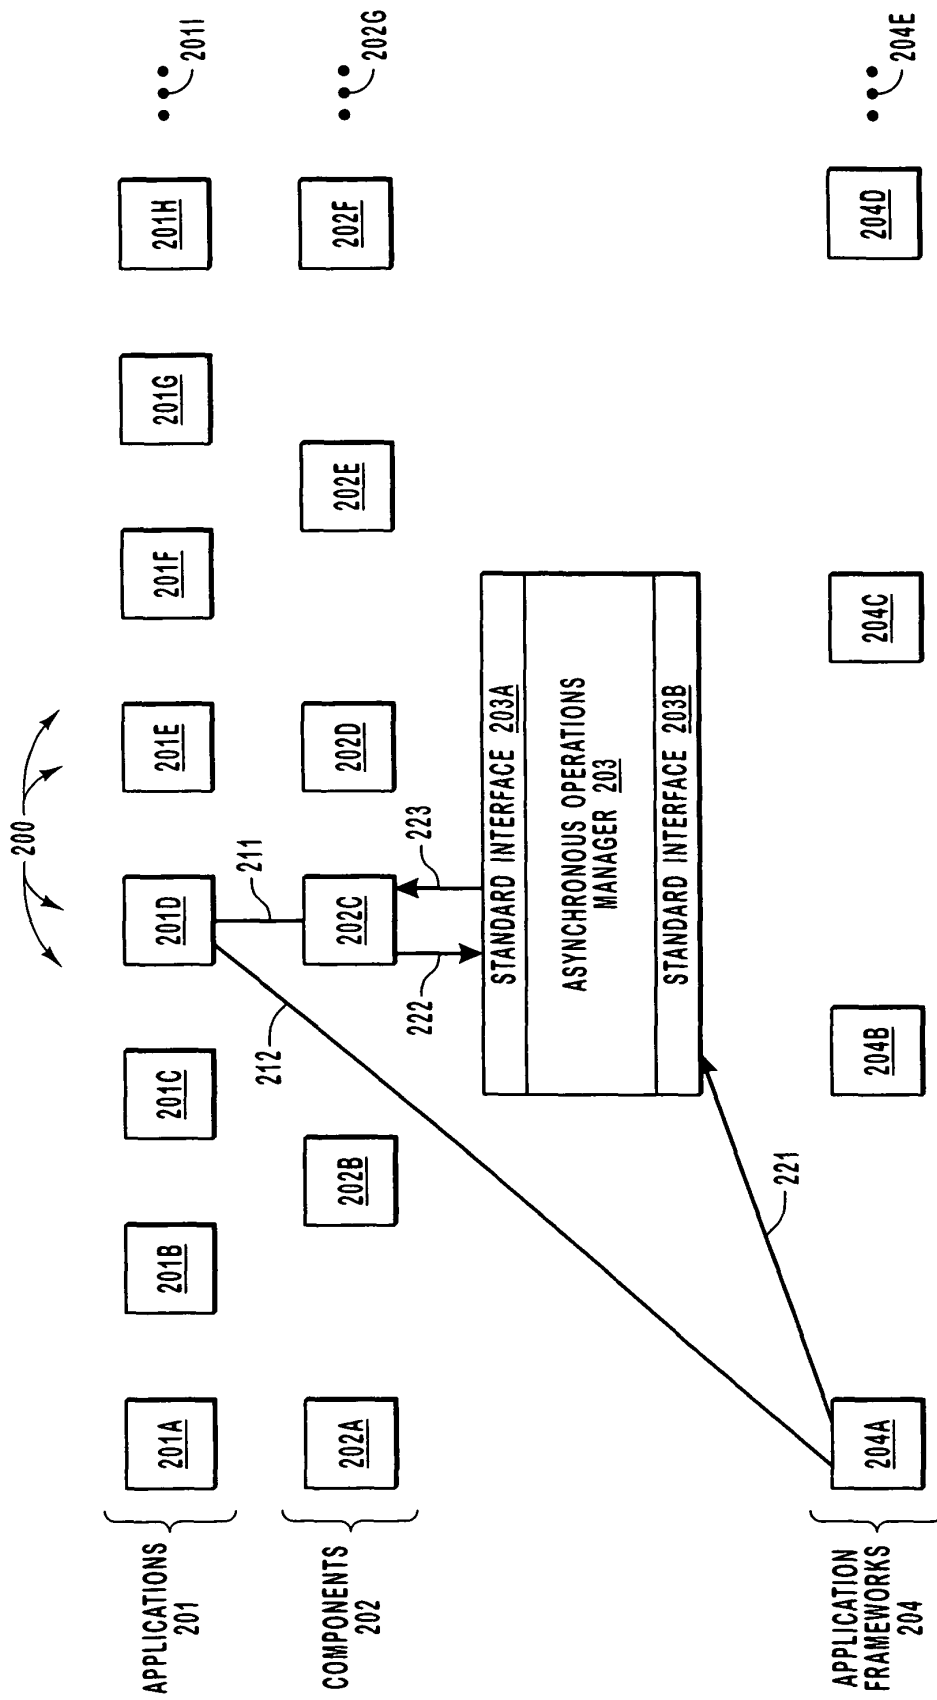 200
APPLICATIONS
201
201A
201B
201C
201D
201E
201F
201G
201H
201I
211
212
COMPONENTS
202
202A
202B
202C
202D
202E
202F
202G
222
223
STANDARD INTERFACE 203A
ASYNCHRONOUS OPERATIONS
MANAGER 203
STANDARD INTERFACE 203B
221
APPLICATION
FRAMEWORKS
204
204A
204B
204C
204D
204E